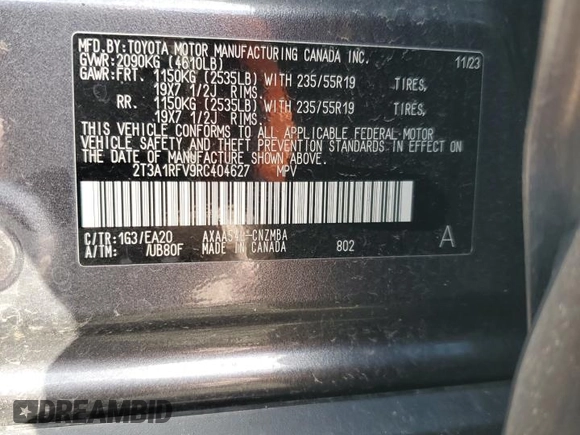 MFD.BY:TOYOTA MOTOR MANUFACTURING CANADA INC.
GVWR:2090KG (4610LB) 11/23
GAWR:FRT. 1150KG (2535LB) WITH 235/55R19 TIRES,
19X7 1/2J RIMS.
RR. 1150KG (2535LB) WITH 235/55R19 TIRES,
19X7 1/2J RIMS.
THIS VEHICLE CONFORMS TO ALL APPLICABLE FEDERAL MOTOR
VEHICLE SAFETY AND THEFT PREVENTION STANDARDS IN EFFECT ON
THE DATE OF MANUFACTURE SHOWN ABOVE.
2T3A1RFV9RC404627 MPV
C/TR:1G3/EA20
A/TM: /UB80F MADE IN CANADA 802 A
DREAMBID